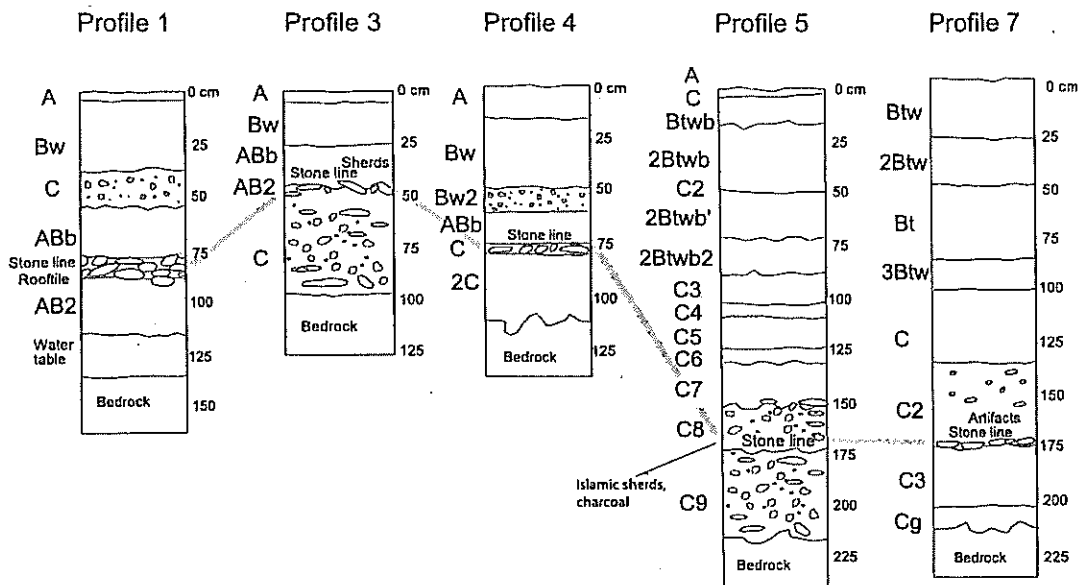 Profile 1
Profile 3
Profile 4
Profile 5
Profile 7
A
Bw
C
ABb
Stone line
Rooftile
AB2
Water
table
Bedrock
0 cm
25
50
75
100
125
150
A
Bw
ABb
Sherds
Stone line
AB2
C
Bedrock
0 cm
25
50
75
100
125
A
Bw
Bw2
ABb
Stone line
C
2C
Bedrock
0 cm
25
50
75
100
125
A
C
Btwb
2Btwb
C2
2Btwb'
2Btwb2
C3
C4
C5
C6
C7
C8
Stone line
Islamic sherds,
charcoal
C9
Bedrock
0 cm
25
50
75
100
125
150
175
200
225
Btw
2Btw
Bt
3Btw
C
C2
Artifacts
Stone line
C3
Cg
Bedrock
0 cm
25
50
75
100
125
150
175
200
225